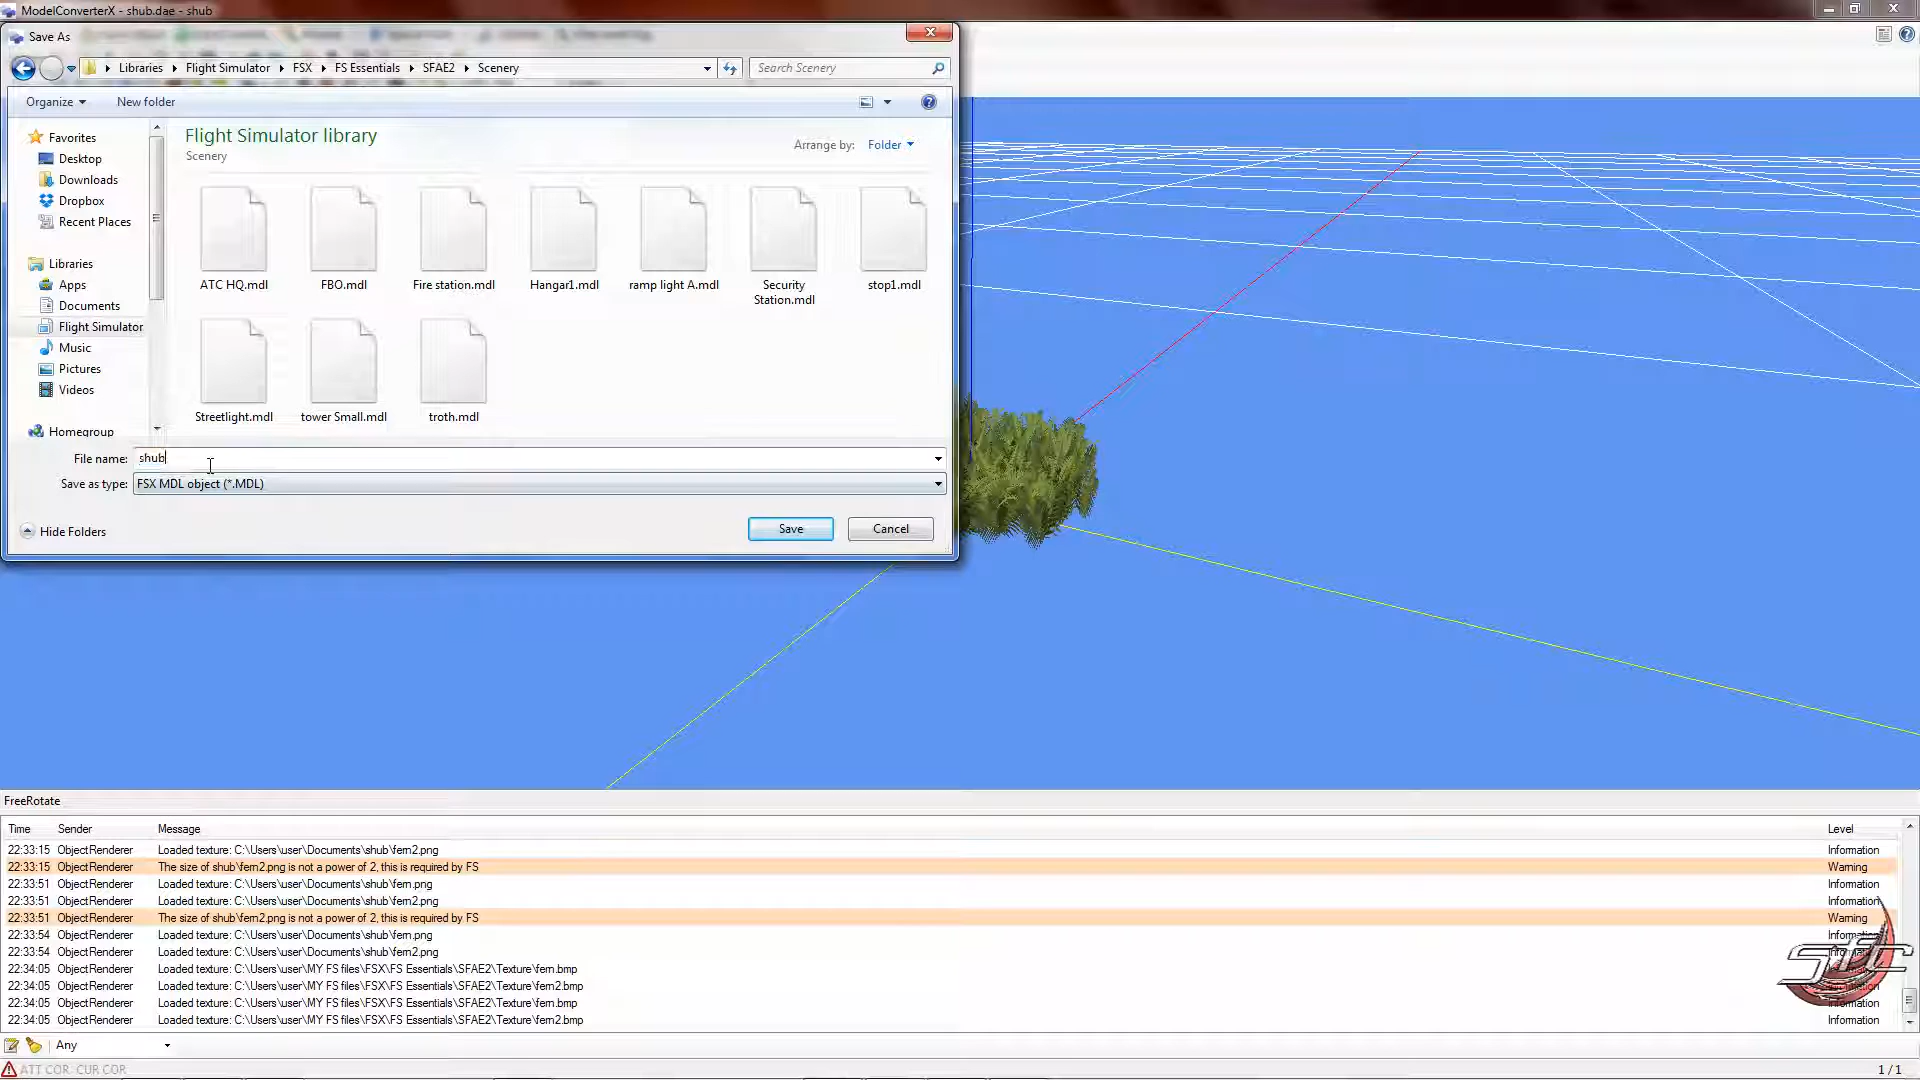 ModelConverterX - shub.dae - shub
Save As
Libraries Flight Simulator FSX FS Essentials SFAE2 Scenery
Search Scenery
Organize New folder
Favorites
Desktop
Downloads
Dropbox
Recent Places
Libraries
Apps
Documents
Flight Simulator
Music
Pictures
Videos
Homegroup
Flight Simulator library
Scenery
Arrange by: Folder
ATC HQ.mdl FBO.mdl Fire station.mdl Hangar1.mdl ramp light A.mdl Security Station.mdl stop1.mdl
Streetlight.mdl tower Small.mdl troth.mdl
File name: shub
Save as type: FSX MDL object (*.MDL)
Hide Folders
Save Cancel
FreeRotate
Time Sender Message Level
22:33:15 ObjectRenderer Loaded texture: C:\Users\user\Documents\shub\fern2.png Information
22:33:15 ObjectRenderer The size of shub\fern2.png is not a power of 2, this is required by FS Warning
22:33:51 ObjectRenderer Loaded texture: C:\Users\user\Documents\shub\fern.png Information
22:33:51 ObjectRenderer Loaded texture: C:\Users\user\Documents\shub\fern2.png Information
22:33:51 ObjectRenderer The size of shub\fern2.png is not a power of 2, this is required by FS Warning
22:33:54 ObjectRenderer Loaded texture: C:\Users\user\Documents\shub\fern.png Information
22:33:54 ObjectRenderer Loaded texture: C:\Users\user\Documents\shub\fern2.png
22:34:05 ObjectRenderer Loaded texture: C:\Users\user\MY FS files\FSX\FS Essentials\SFAE2\Texture\fern.bmp
22:34:05 ObjectRenderer Loaded texture: C:\Users\user\MY FS files\FSX\FS Essentials\SFAE2\Texture\fern2.bmp
22:34:05 ObjectRenderer Loaded texture: C:\Users\user\MY FS files\FSX\FS Essentials\SFAE2\Texture\fern.bmp Information
22:34:05 ObjectRenderer Loaded texture: C:\Users\user\MY FS files\FSX\FS Essentials\SFAE2\Texture\fern2.bmp Information
Any
ATT COR CUR COR
1 / 1